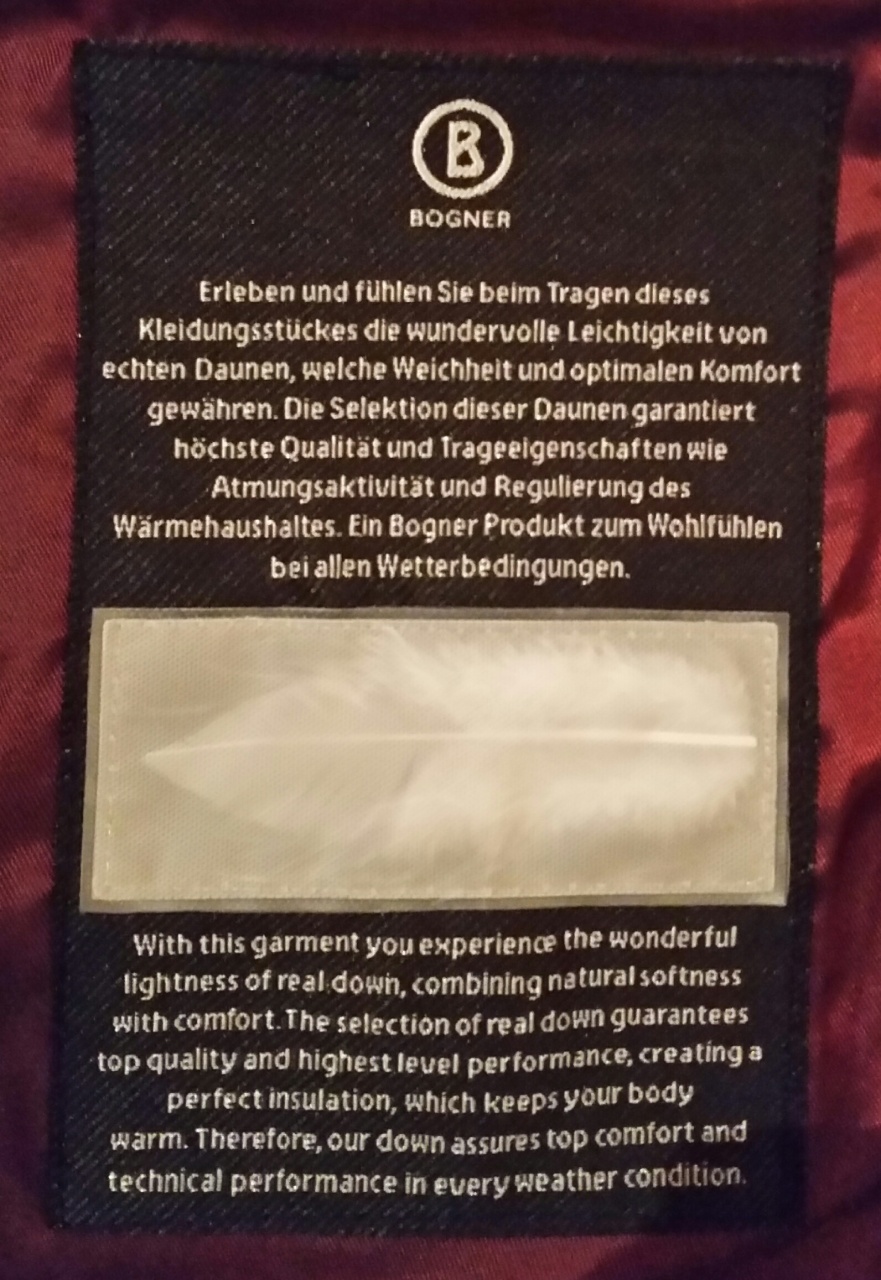 B
BOGNER
Erleben und fühlen Sie beim Tragen dieses
Kleidungsstückes die wundervolle Leichtigkeit von
echten Daunen, welche Weichheit und optimalen Komfort
gewähren. Die Selektion dieser Daunen garantiert
höchste Qualität und Trageeigenschaften wie
Atmungsaktivität und Regulierung des
Wärmehaushaltes. Ein Bogner Produkt zum Wohlfühlen
bei allen Wetterbedingungen.
With this garment you experience the wonderful
lightness of real down, combining natural softness
with comfort. The selection of real down guarantees
top quality and highest level performance, creating a
perfect insulation, which keeps your body
warm. Therefore, our down assures top comfort and
technical performance in every weather condition.